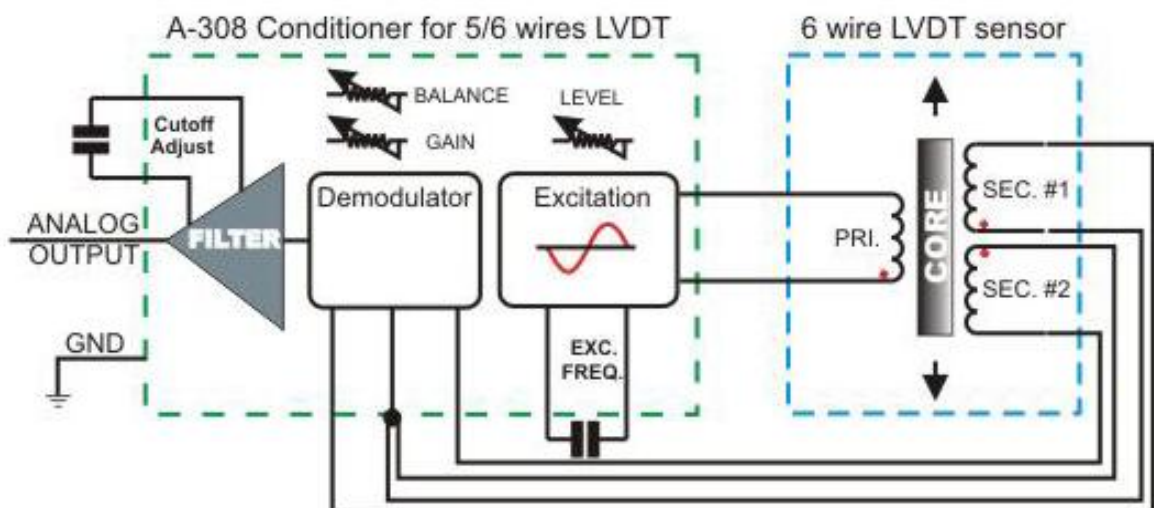 A-308 Conditioner for 5/6 wires LVDT
6 wire LVDT sensor
BALANCE
LEVEL
Cutoff
Adjust
GAIN
Demodulator
Excitation
SEC. #1
ANALOG
OUTPUT
FILTER
PRI.
CORE
SEC. #2
GND
EXC.
FREQ.